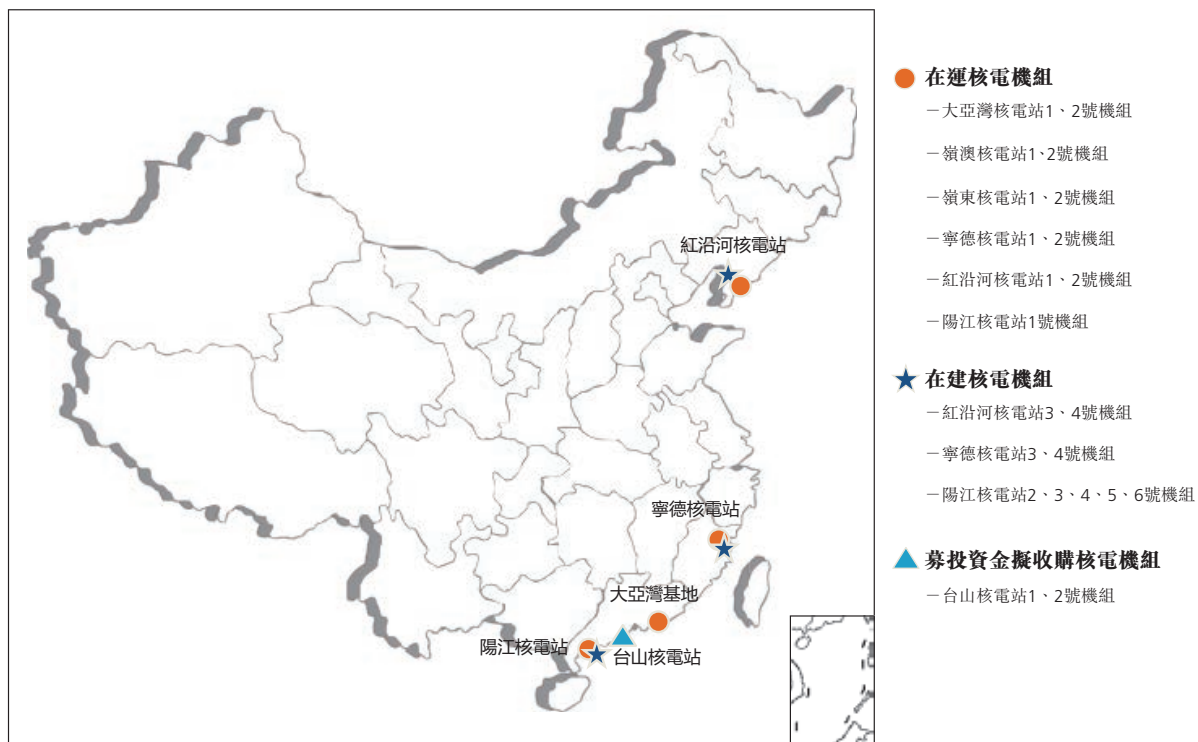 紅沿河核電站
寧德核電站
大亞灣基地
陽江核電站
台山核電站
在運核電機組
－大亞灣核電站1、2號機組
－嶺澳核電站1、2號機組
－嶺東核電站1、2號機組
－寧德核電站1、2號機組
－紅沿河核電站1、2號機組
－陽江核電站1號機組
在建核電機組
－紅沿河核電站3、4號機組
－寧德核電站3、4號機組
－陽江核電站2、3、4、5、6號機組
募投資金擬收購核電機組
－台山核電站1、2號機組